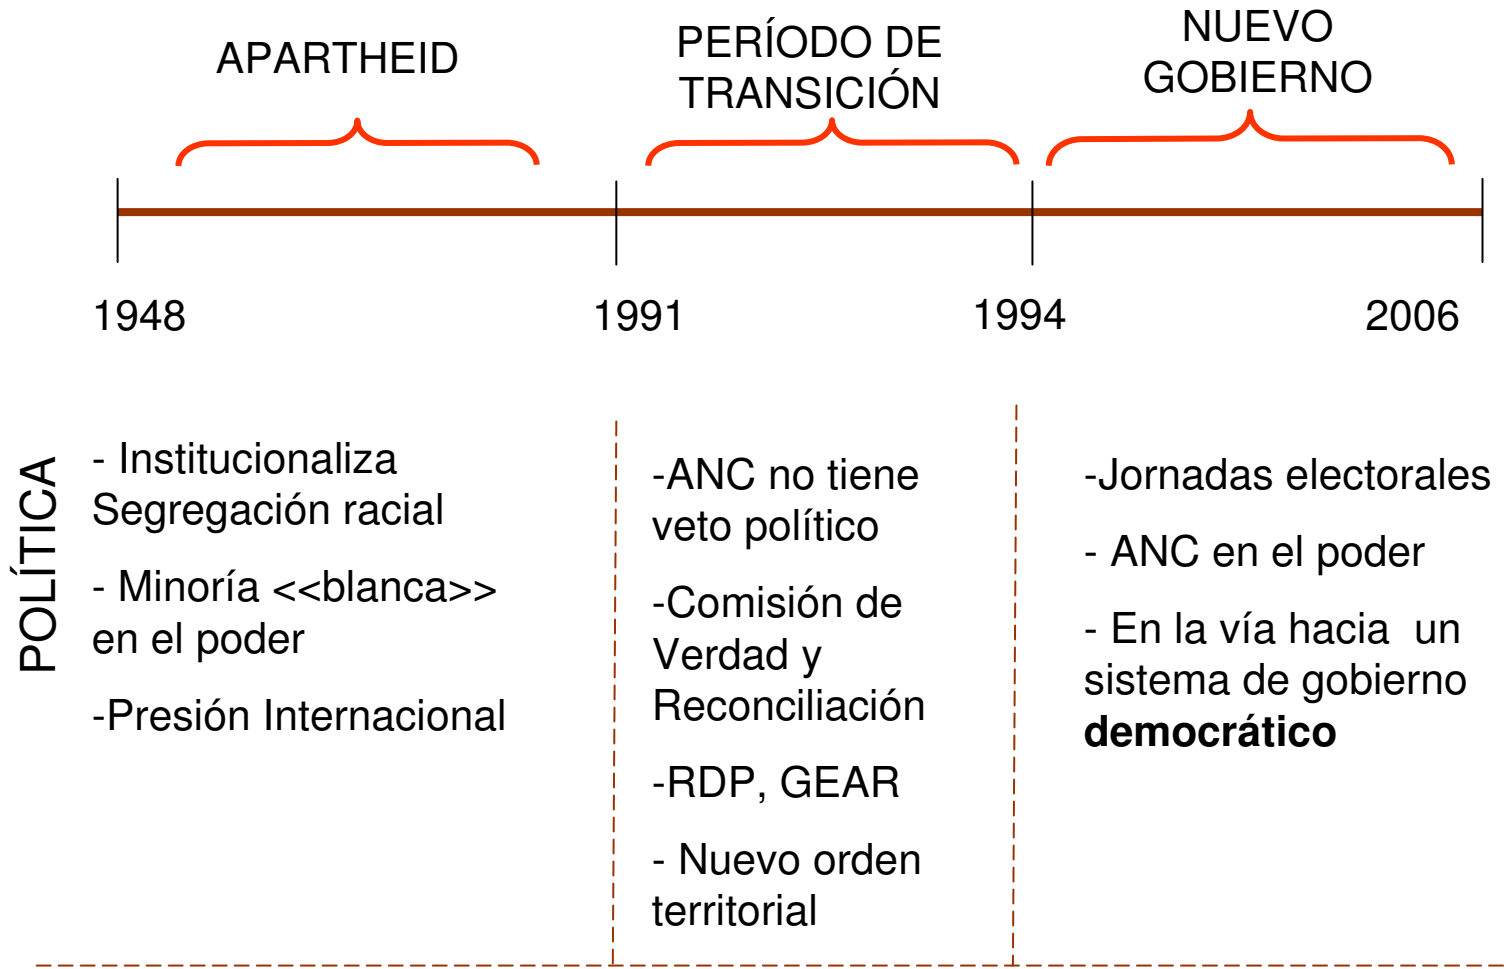 APARTHEID
PERÍODO DE
TRANSICIÓN
NUEVO
GOBIERNO
1948
1991
1994
2006
POLÍTICA
- Institucionaliza
Segregación racial
- Minoría <<blanca>>
en el poder
-Presión Internacional
-ANC no tiene
veto político
-Comisión de
Verdad y
Reconciliación
-RDP, GEAR
- Nuevo orden
territorial
-Jornadas electorales
- ANC en el poder
- En la vía hacia  un
sistema de gobierno
democrático